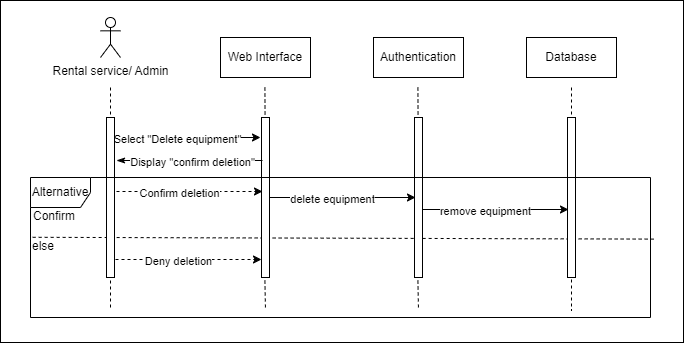 Rental service/ Admin
Web Interface
Authentication
Database
Select "Delete equipment"
Display "confirm deletion"
Alternative
Confirm deletion
delete equipment
Confirm
remove equipment
else
Deny deletion